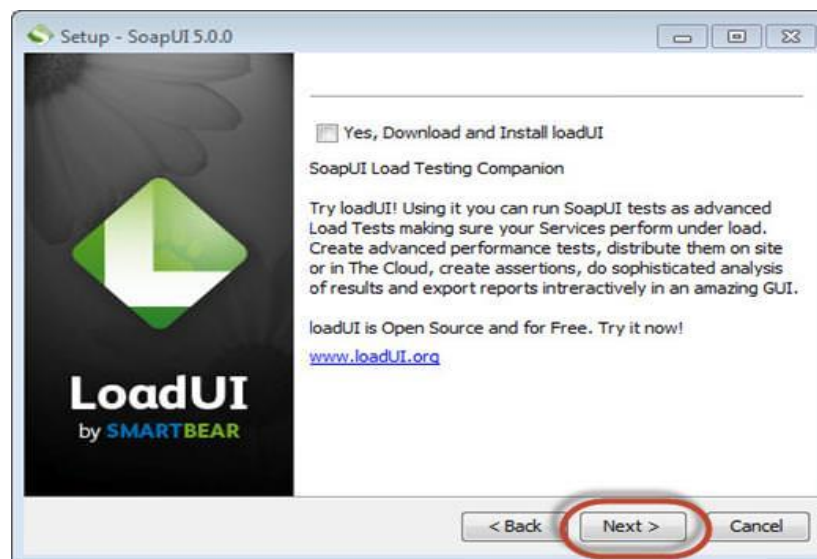 Setup - SoapUI 5.0.0
Yes, Download and Install loadUI
SoapUI Load Testing Companion
Try loadUI! Using it you can run SoapUI tests as advanced
Load Tests making sure your Services perform under load.
Create advanced performance tests, distribute them on site
or in The Cloud, create assertions, do sophisticated analysis
of results and export reports intreractively in an amazing GUI.
loadUI is Open Source and for Free. Try it now!
www.loadUI.org
LoadUI
by SMARTBEAR
< Back
Next >
Cancel